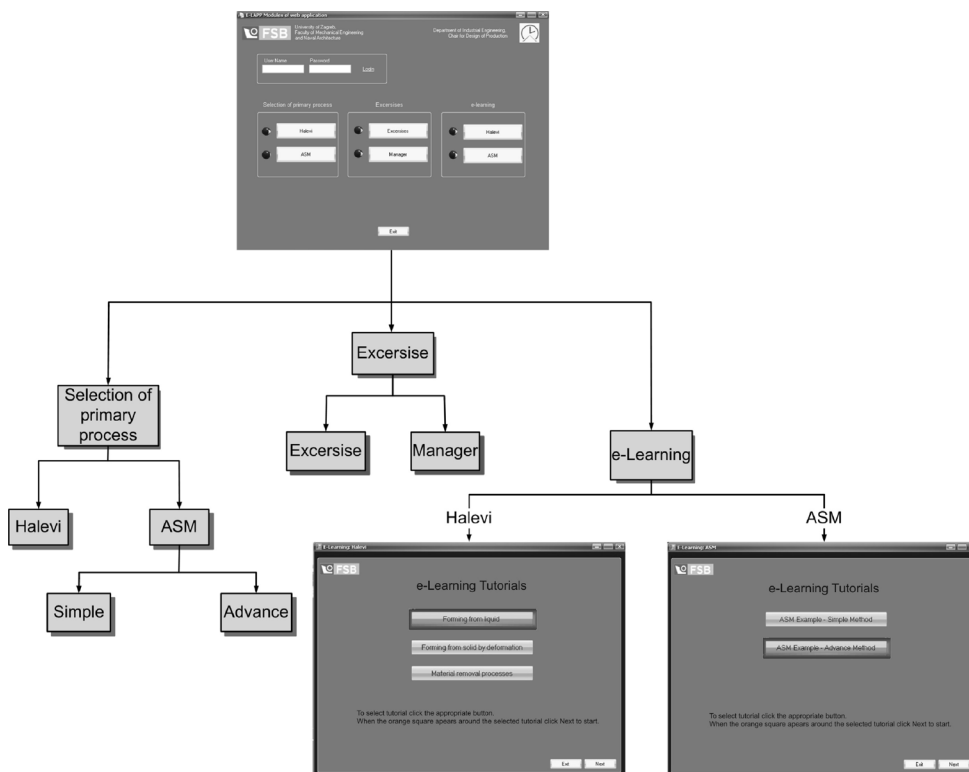 E-LAPP Modules of web application
FSB
University of Zagreb
Faculty of Mechanical Engineering
and Naval Architecture
Department of Industrial Engineering,
Chair for Design of Production
User Name Password
Login
Selection of primary process Excersises e-learning
Halevi Excersises Halevi
ASM Manager ASM
Exit
Excersise
Selection of
primary
process
Excersise Manager
e-Learning
Halevi ASM
Simple Advance
Halevi
E-Learning: Halevi
FSB
e-Learning Tutorials
Forming from liquid
Forming from solid by deformation
Material removal processes
To select tutorial click the appropriate button.
When the orange square apears around the selected tutorial click Next to start.
Exit Next
ASM
E-Learning: ASM
FSB
e-Learning Tutorials
ASM Example - Simple Method
ASM Example - Advance Method
To select tutorial click the appropriate button.
When the orange square apears around the selected tutorial click Next to start.
Exit Next